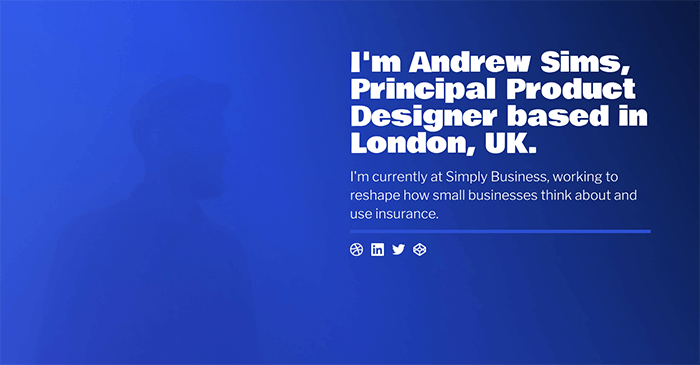 I'm Andrew Sims,
Principal Product
Designer based in
London, UK.
I'm currently at Simply Business, working to
reshape how small businesses think about and
use insurance.